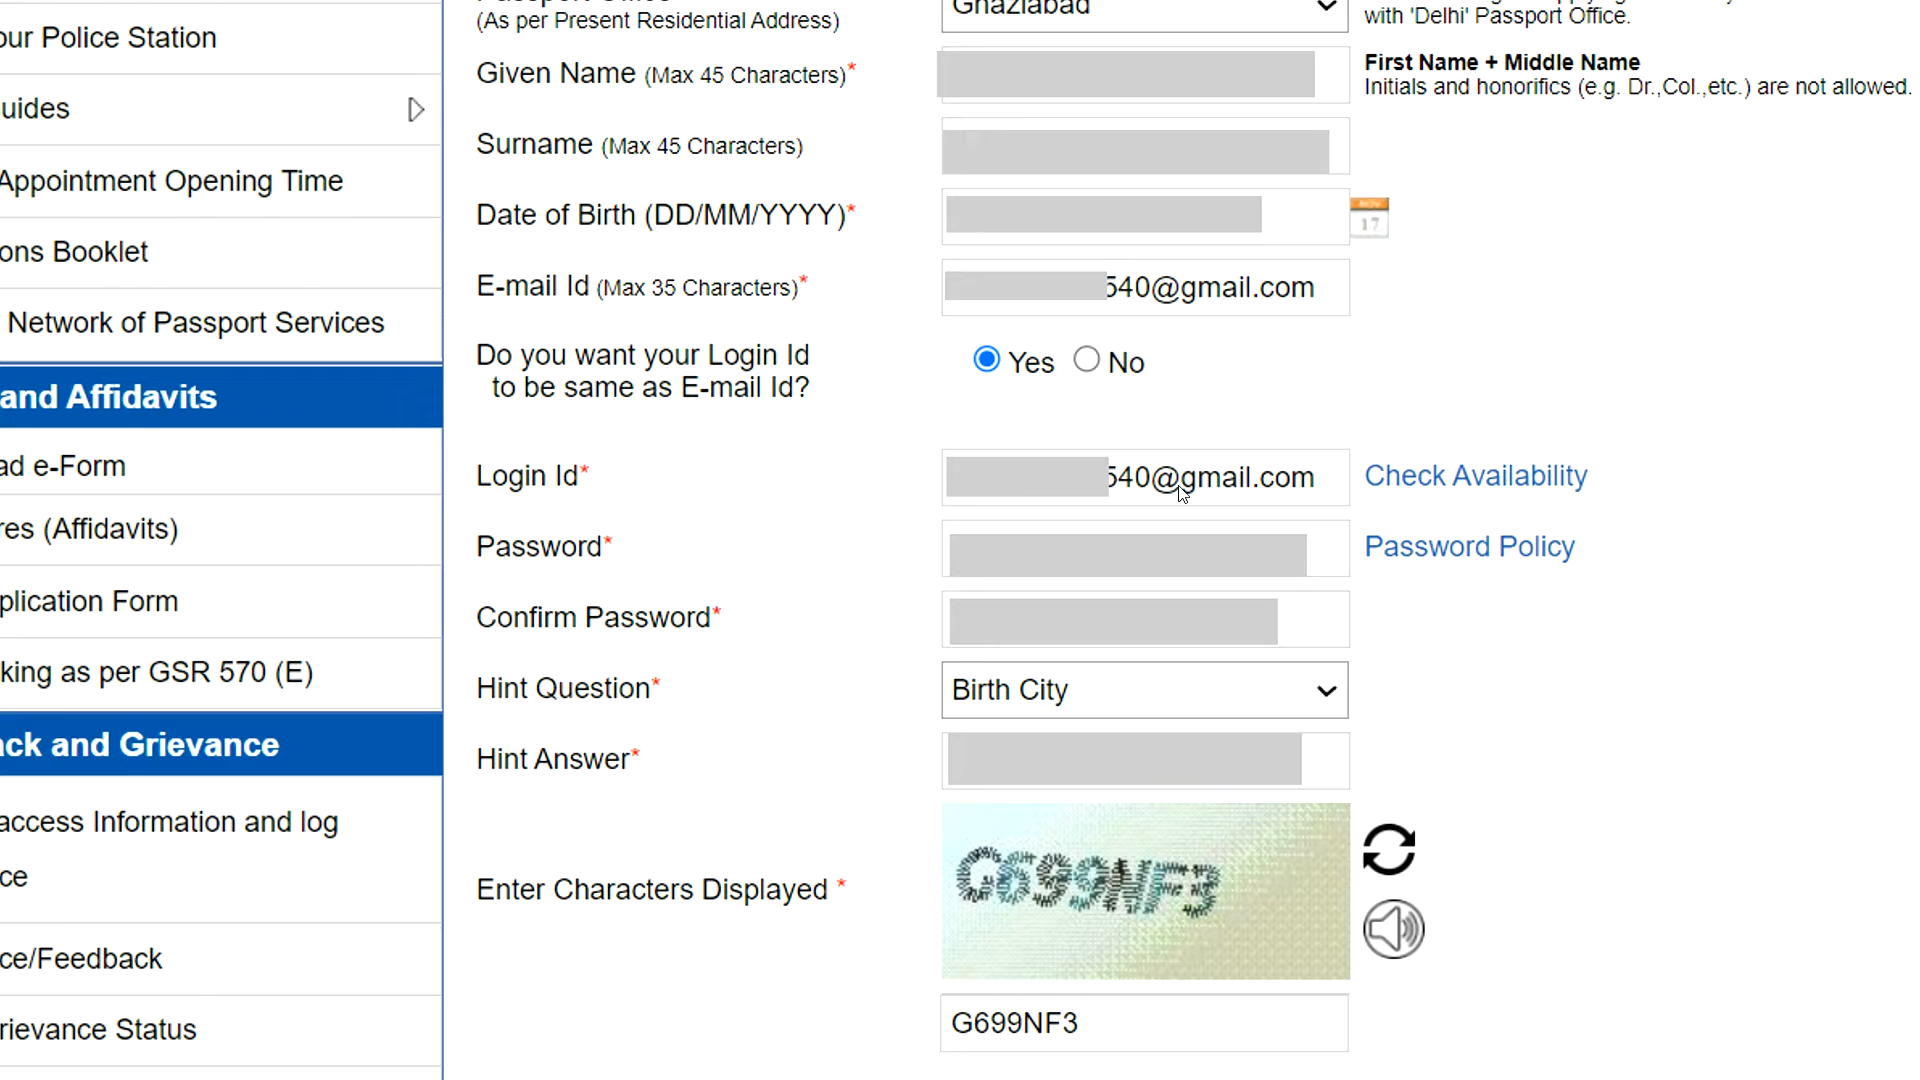 our Police Station
uides
Appointment Opening Time
ons Booklet
Network of Passport Services
and Affidavits
ad e-Form
res (Affidavits)
plication Form
king as per GSR 570 (E)
ack and Grievance
access Information and log
ce
ce/Feedback
rievance Status
(As per Present Residential Address)
Ghaziabad
with 'Delhi' Passport Office.
Given Name (Max 45 Characters)*
First Name + Middle Name
Initials and honorifics (e.g. Dr.,Col.,etc.) are not allowed.
Surname (Max 45 Characters)
Date of Birth (DD/MM/YYYY)*
17
E-mail Id (Max 35 Characters)*
540@gmail.com
Do you want your Login Id
to be same as E-mail Id?
Yes No
Login Id*
540@gmail.com
Check Availability
Password*
Password Policy
Confirm Password*
Hint Question*
Birth City
Hint Answer*
Enter Characters Displayed *
G699NF3
G699NF3